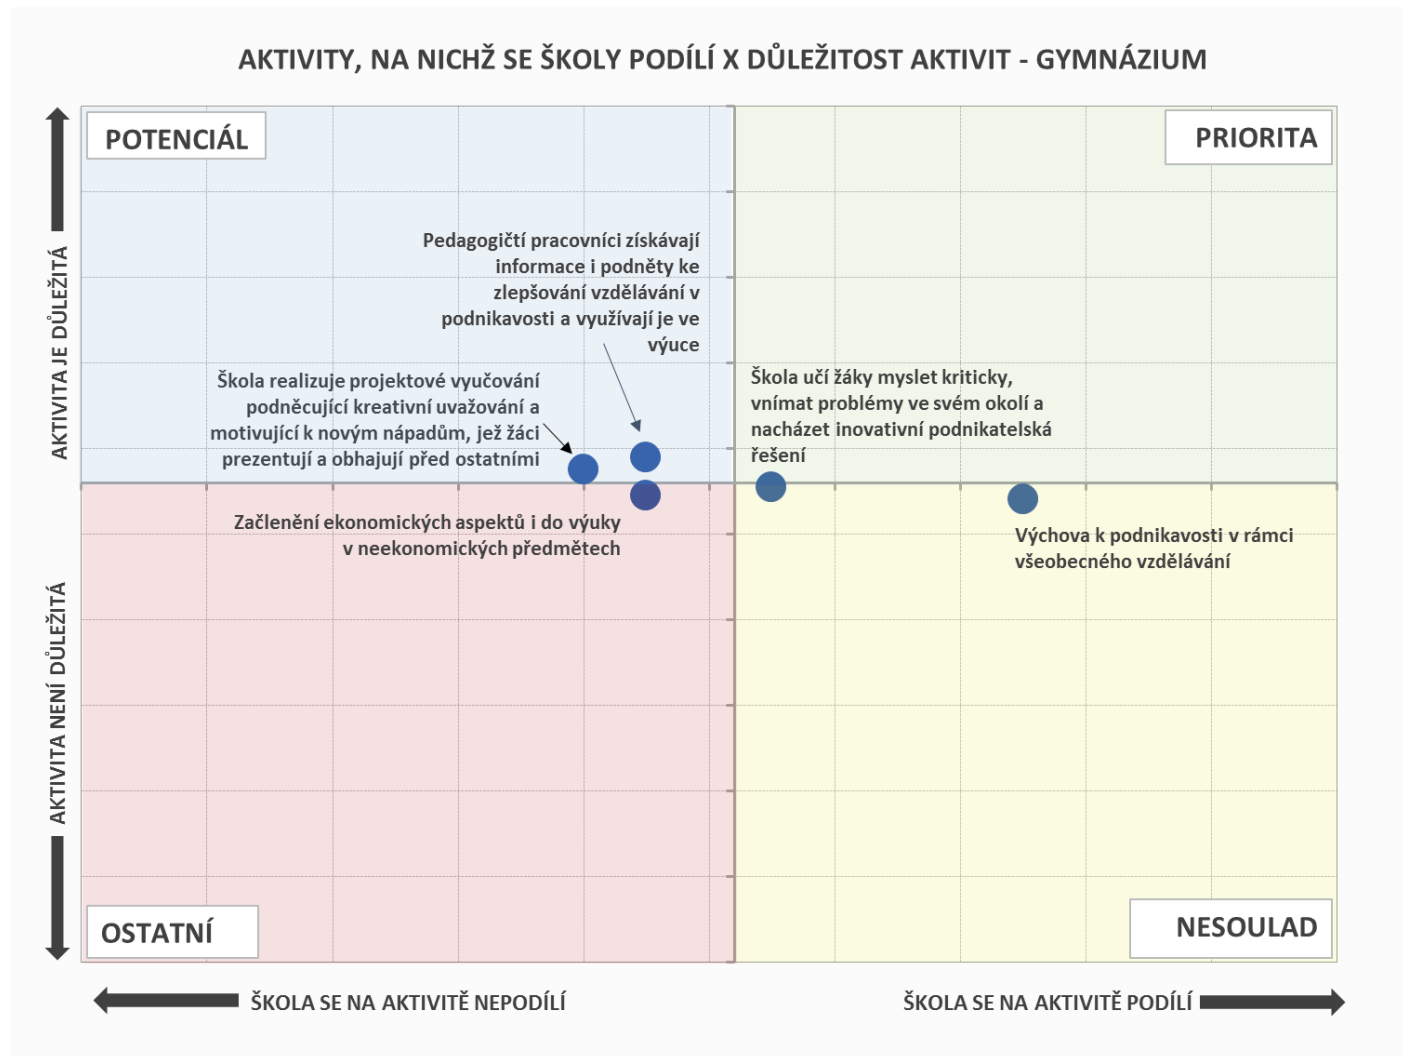 AKTIVITY, NA NICHŽ SE ŠKOLY PODÍLÍ X DŮLEŽITOST AKTIVIT - GYMNÁZIUM
POTENCIÁL
PRIORITA
AKTIVITA JE DŮLEŽITÁ
Pedagogičtí pracovníci získávají
informace i podněty ke
zlepšování vzdělávání v
podnikavosti a využívají je ve
výuce
Škola realizuje projektové vyučování
podněcující kreativní uvažování a
motivující k novým nápadům, jež žáci
prezentují a obhajují před ostatními
Škola učí žáky myslet kriticky,
vnímat problémy ve svém okolí a
nacházet inovativní podnikatelská
řešení
Začlenění ekonomických aspektů i do výuky
v neekonomických předmětech
Výchova k podnikavosti v rámci
všeobecného vzdělávání
AKTIVITA NENÍ DŮLEŽITÁ
OSTATNÍ
NESOULAD
ŠKOLA SE NA AKTIVITĚ NEPODÍLÍ
ŠKOLA SE NA AKTIVITĚ PODÍLÍ